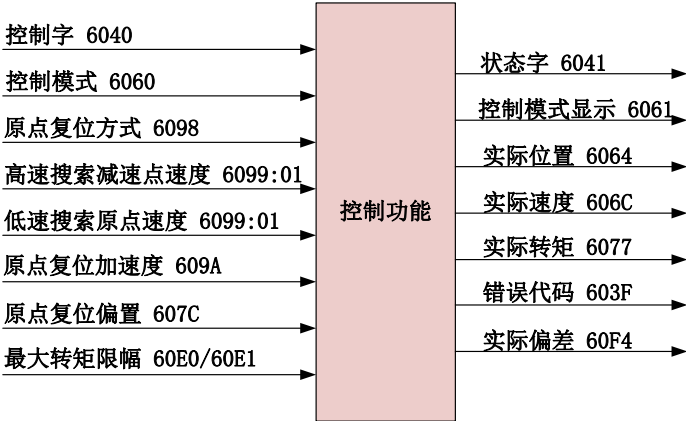 控制字 6040
控制模式 6060
原点复位方式 6098
高速搜索减速点速度 6099:01
低速搜索原点速度 6099:01
原点复位加速度 609A
原点复位偏置 607C
最大转矩限幅 60E0/60E1
控制功能
状态字 6041
控制模式显示 6061
实际位置 6064
实际速度 606C
实际转矩 6077
错误代码 603F
实际偏差 60F4